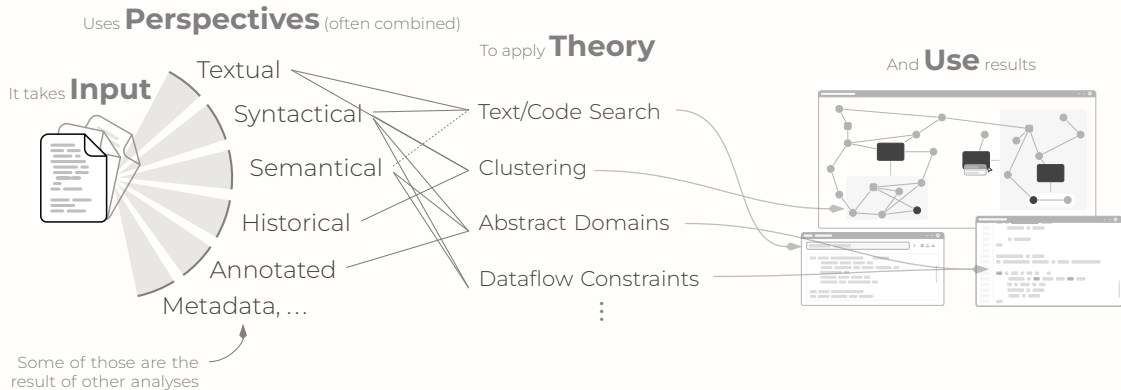 Uses Perspectives (often combined)
To apply Theory
And Use results
It takes Input
Textual
Syntactical
Semantical
Historical
Annotated
Metadata, ...
Text/Code Search
Clustering
Abstract Domains
Dataflow Constraints
⋮
Some of those are the
result of other analyses